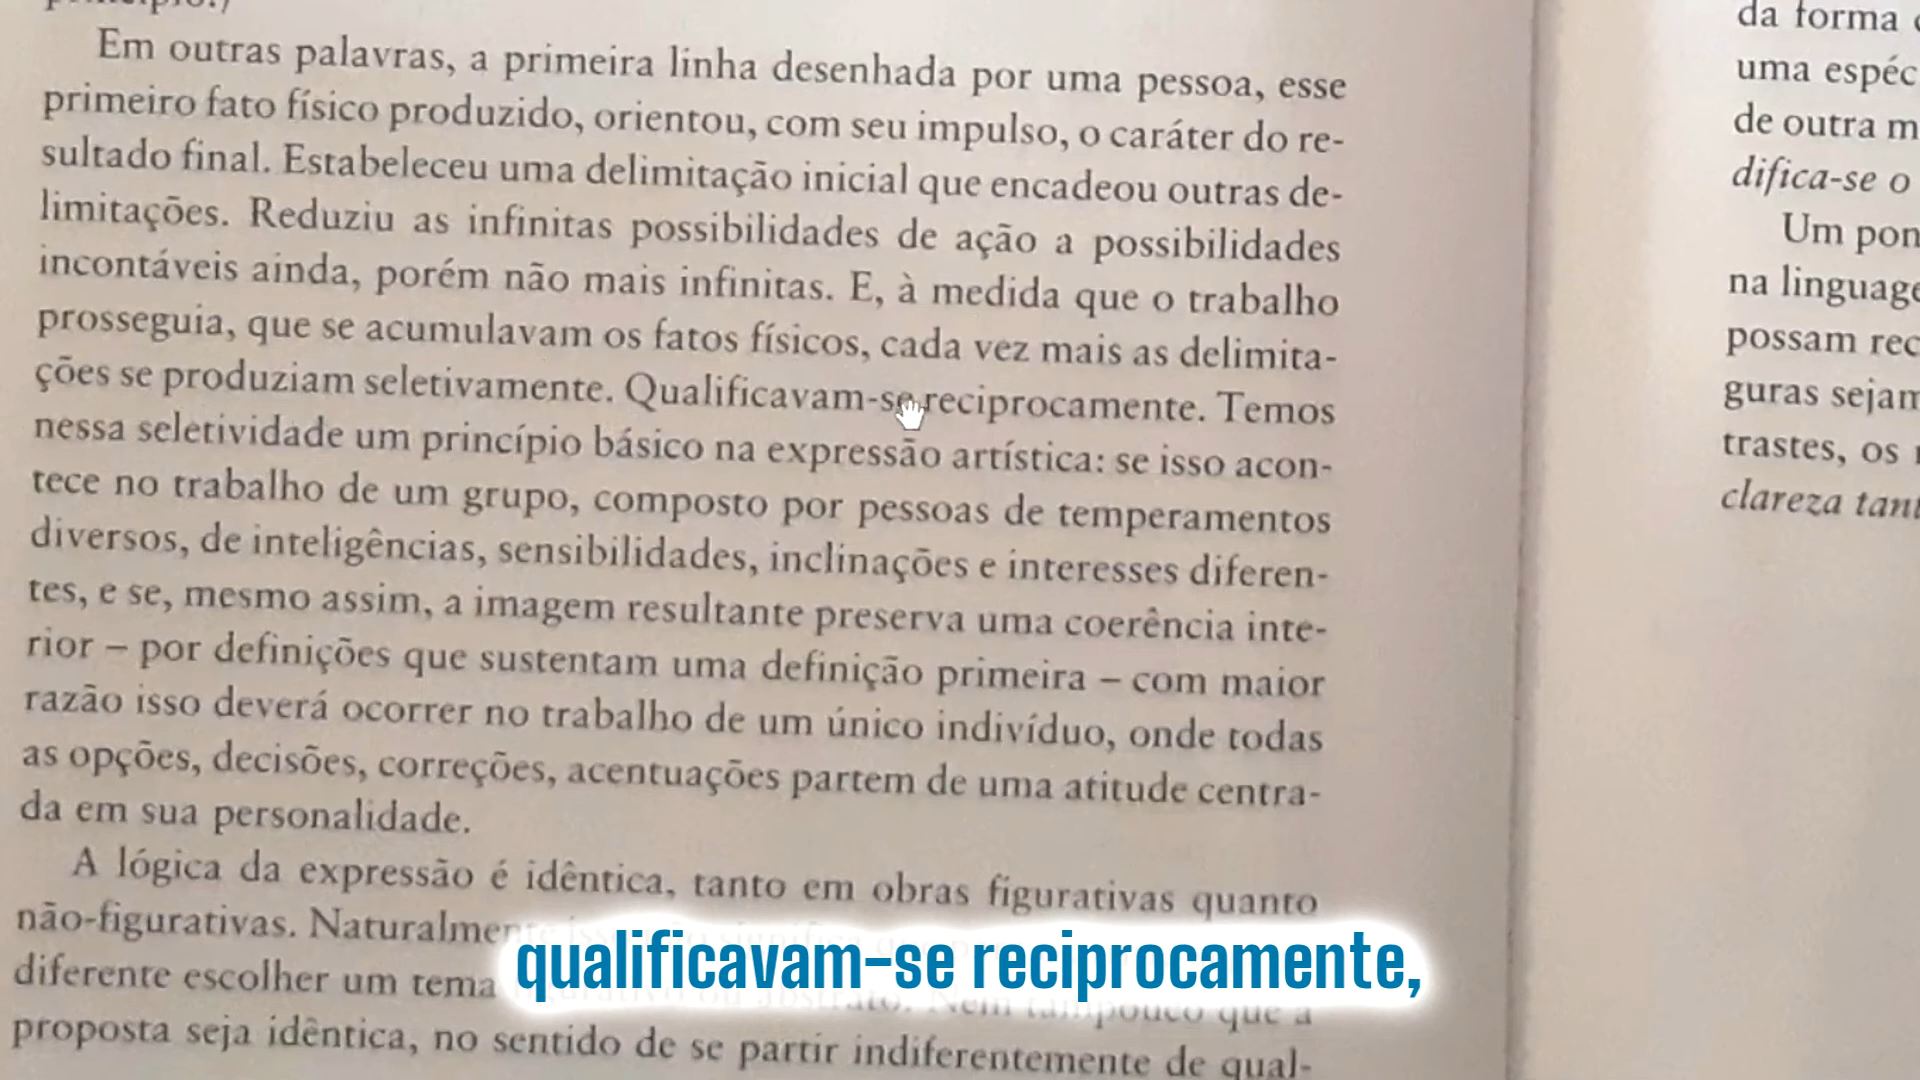 Em outras palavras, a primeira linha desenhada por uma pessoa, esse
primeiro fato físico produzido, orientou, com seu impulso, o caráter do re-
sultado final. Estabeleceu uma delimitação inicial que encadeou outras de-
limitações. Reduziu as infinitas possibilidades de ação a possibilidades
incontáveis ainda, porém não mais infinitas. E, à medida que o trabalho
prosseguia, que se acumulavam os fatos físicos, cada vez mais as delimita-
ções se produziam seletivamente. Qualificavam-se reciprocamente. Temos
nessa seletividade um princípio básico na expressão artística: se isso acon-
tece no trabalho de um grupo, composto por pessoas de temperamentos
diversos, de inteligências, sensibilidades, inclinações e interesses diferen-
tes, e se, mesmo assim, a imagem resultante preserva uma coerência inte-
rior – por definições que sustentam uma definição primeira – com maior
razão isso deverá ocorrer no trabalho de um único indivíduo, onde todas
as opções, decisões, correções, acentuações partem de uma atitude centra-
da em sua personalidade.
A lógica da expressão é idêntica, tanto em obras figurativas quanto
não-figurativas.
diferente escolher um tema
Nem tampouco que a
proposta seja idêntica, no sentido de se partir indiferentemente de qual-
qualificavam-se reciprocamente,
da forma
uma
de outra
difica-se o
Um
na
possam
guras
trastes, os
clareza